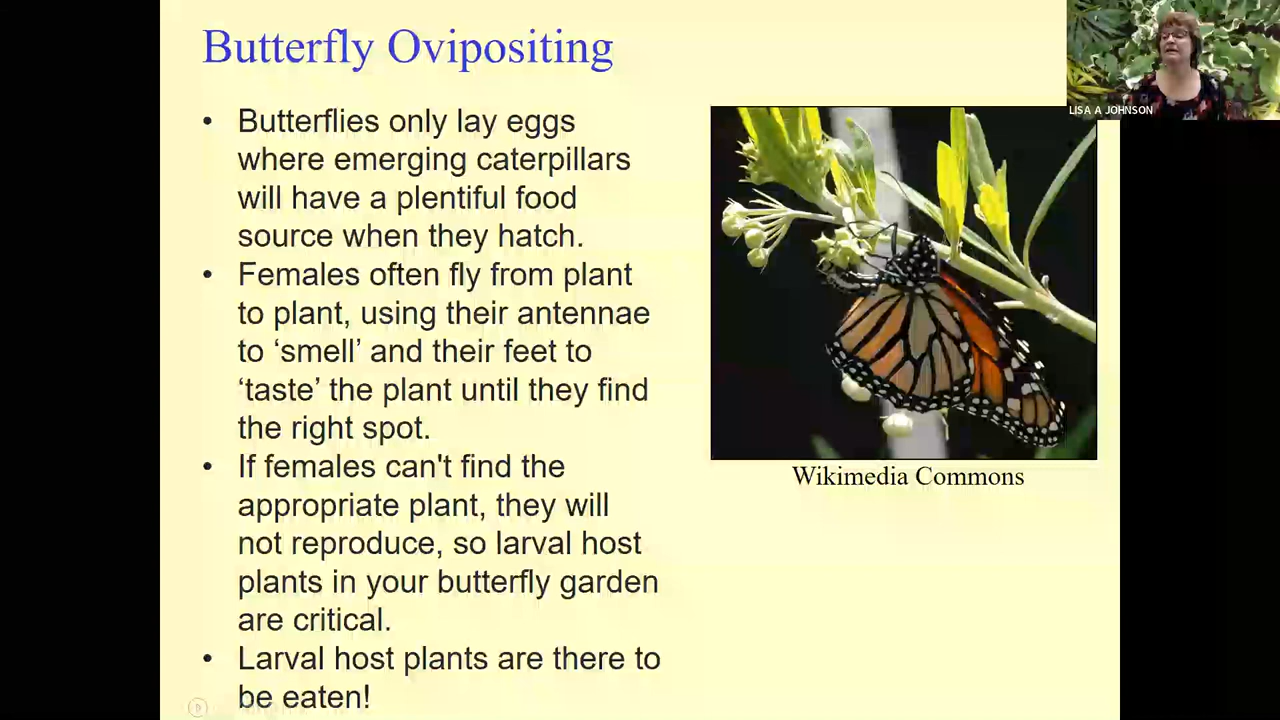 Butterfly Ovipositing
LISA A JOHNSON
• Butterflies only lay eggs
where emerging caterpillars
will have a plentiful food
source when they hatch.
• Females often fly from plant
to plant, using their antennae
to ‘smell’ and their feet to
‘taste’ the plant until they find
the right spot.
• If females can't find the
appropriate plant, they will
not reproduce, so larval host
plants in your butterfly garden
are critical.
• Larval host plants are there to
be eaten!
Wikimedia Commons